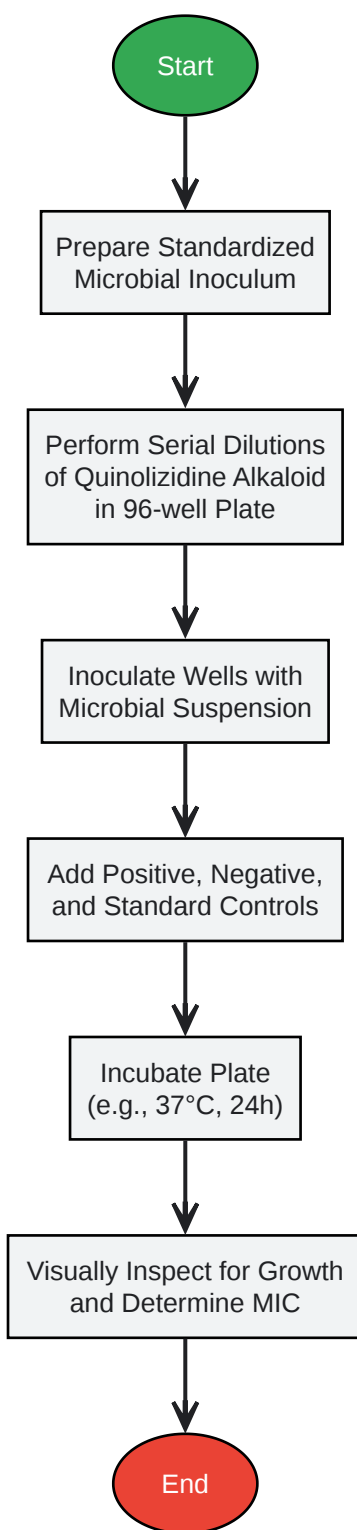 Start
Prepare Standardized
Microbial Inoculum
Perform Serial Dilutions
of Quinolizidine Alkaloid
in 96-well Plate
Inoculate Wells with
Microbial Suspension
Add Positive, Negative,
and Standard Controls
Incubate Plate
(e.g., 37°C, 24h)
Visually Inspect for Growth
and Determine MIC
End